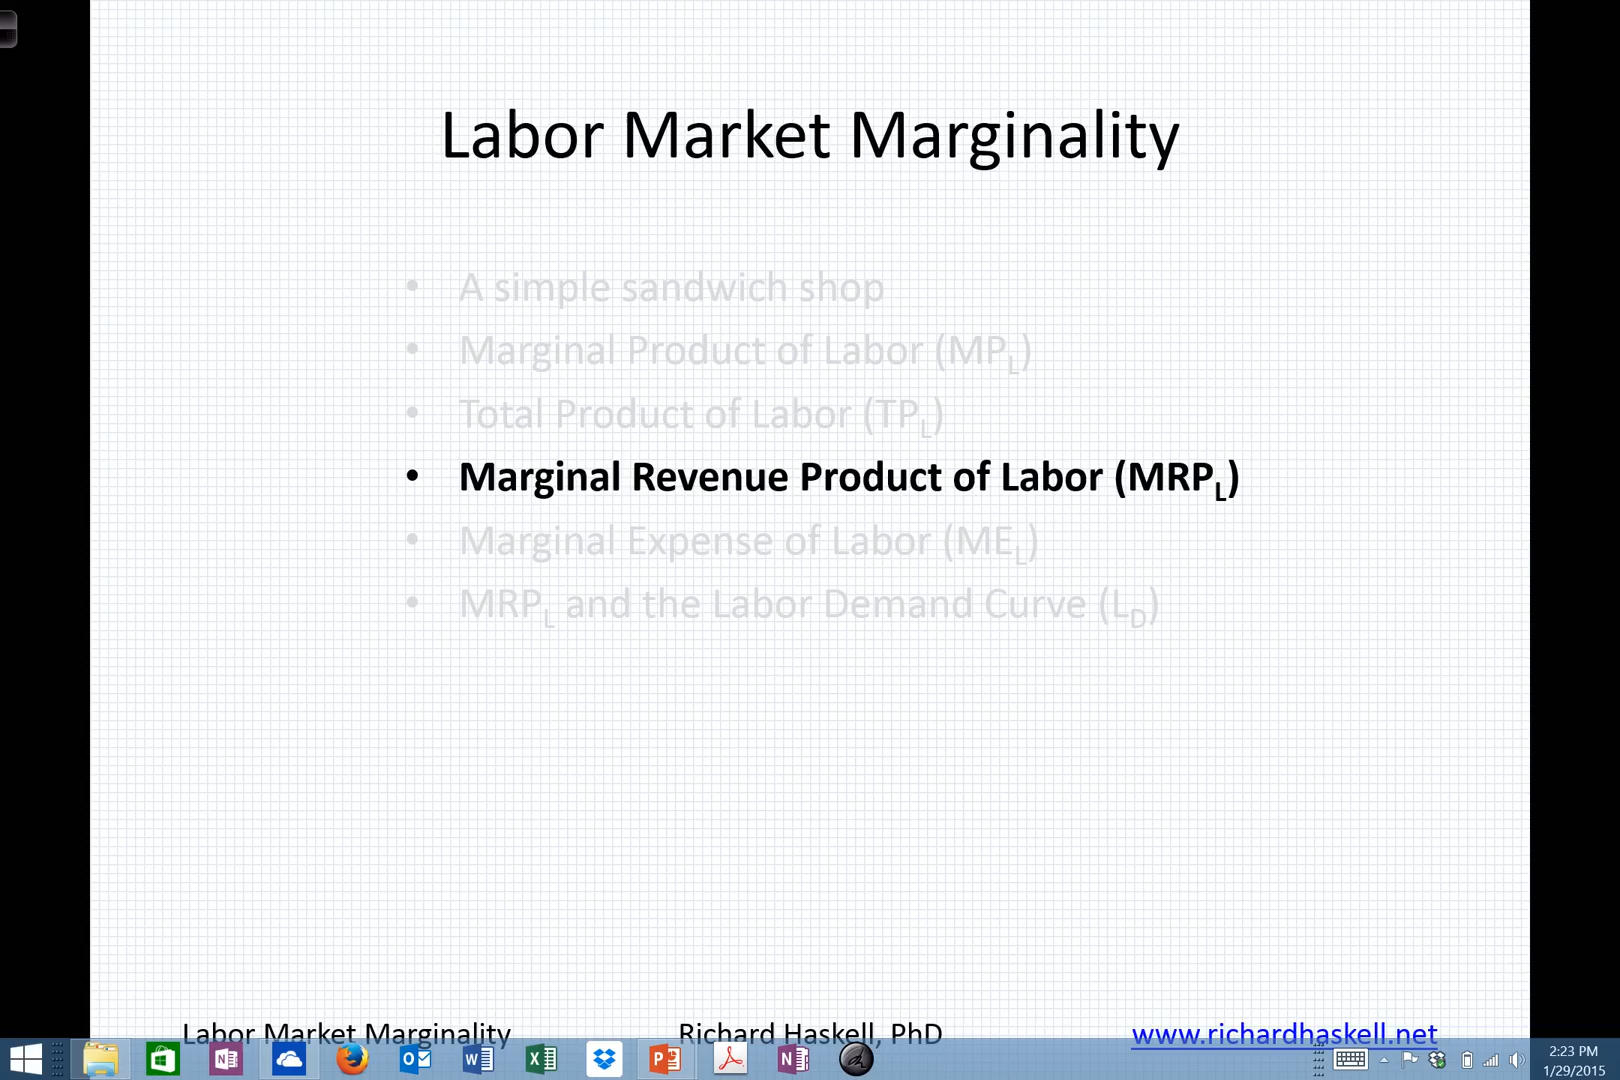 Labor Market Marginality
• A simple sandwich shop
• Marginal Product of Labor (MPL)
• Total Product of Labor (TPL)
• Marginal Revenue Product of Labor (MRPL)
• Marginal Expense of Labor (MEL)
• MRPL and the Labor Demand Curve (LD)
Labor Market Marginality Richard Haskell, PhD www.richardhaskell.net
2:23 PM
1/29/2015